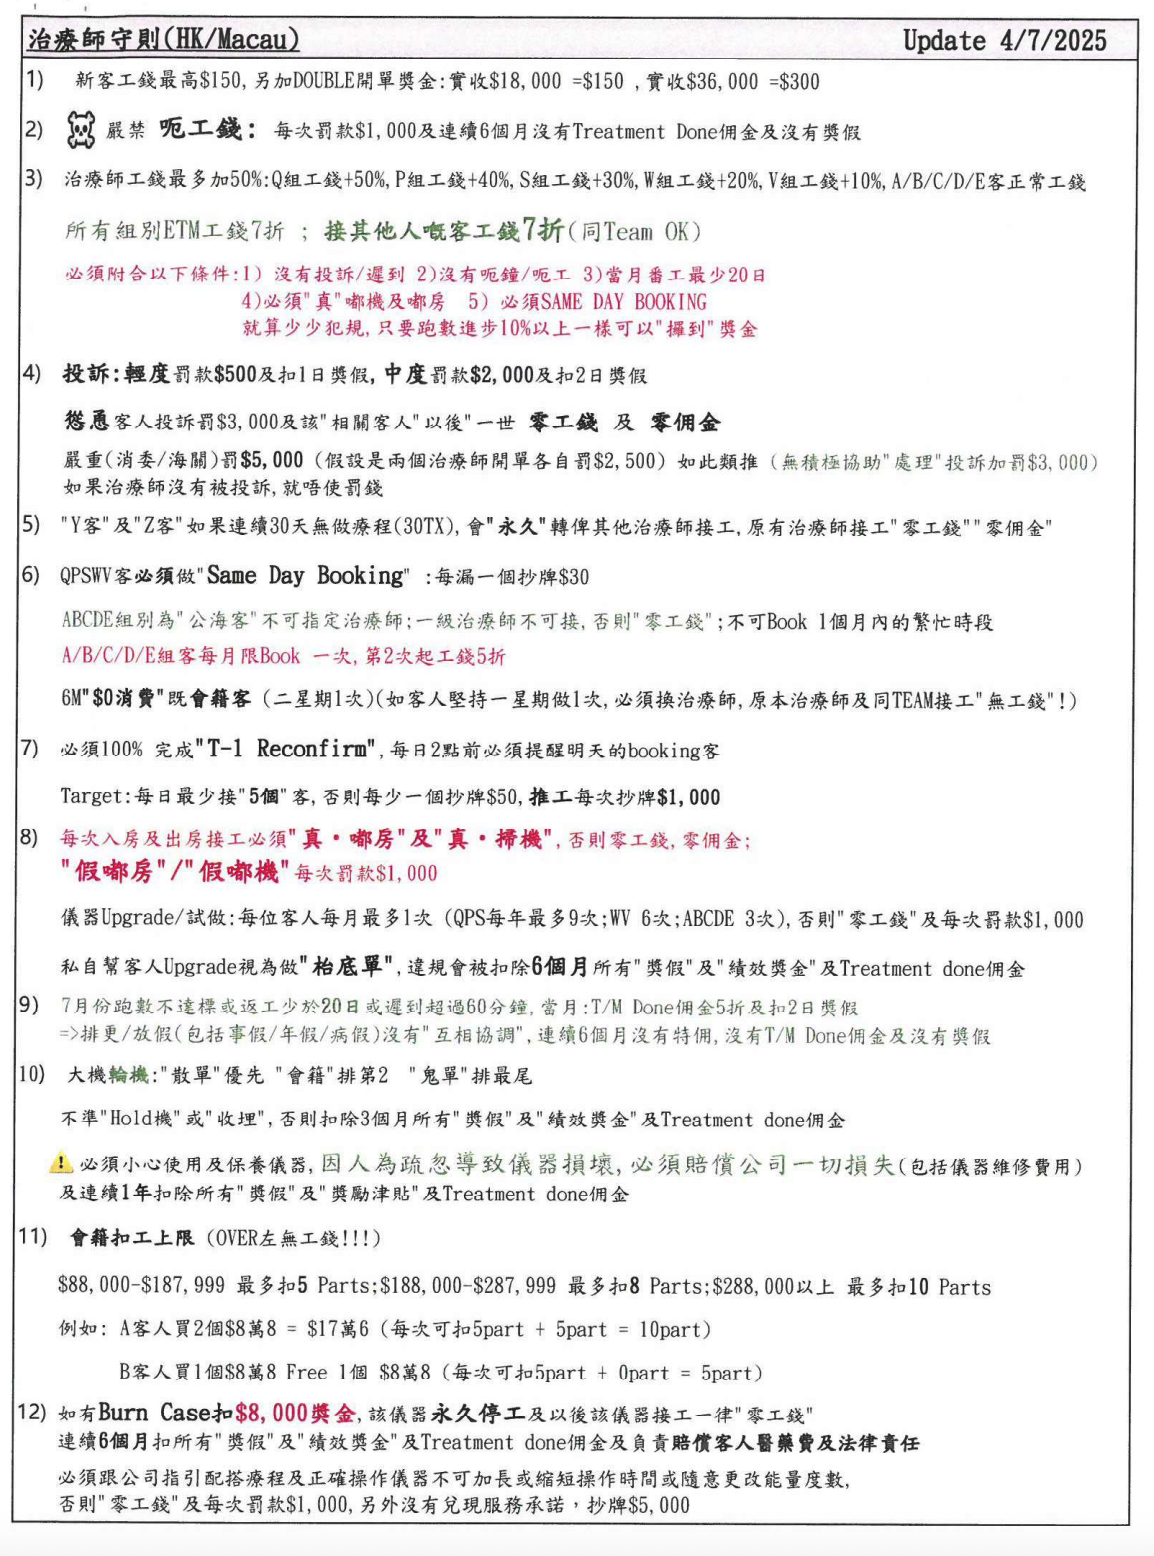 治療師守則(HK/Macau) Update 4/7/2025
1) 新客工錢最高$150,另加DOUBLE開單獎金:實收$18,000 =$150 ,實收$36,000 =$300
2) ☠ 嚴禁 呃工錢: 每次罰款$1,000及連續6個月沒有Treatment Done佣金及沒有獎假
3) 治療師工錢最多加50%:Q組工錢+50%,P組工錢+40%,S組工錢+30%,W組工錢+20%,V組工錢+10%,A/B/C/D/E客正常工錢
所有組別ETM工錢7折 ; 接其他人嘅客工錢7折(同Team OK)
必須附合以下條件:1) 沒有投訴/遲到 2)沒有呃鐘/呃工 3)當月番工最少20日
4)必須"真"嘟機及嘟房 5) 必須SAME DAY BOOKING
就算少少犯規,只要跑數進步10%以上一樣可以"攞到"獎金
4) 投訴:輕度罰款$500及扣1日獎假,中度罰款$2,000及扣2日獎假
慫恿客人投訴罰$3,000及該"相關客人"以後"一世 零工錢 及 零佣金
嚴重(消委/海關)罰$5,000 (假設是兩個治療師開單各自罰$2,500) 如此類推 (無積極協助"處理"投訴加罰$3,000)
如果治療師沒有被投訴,就唔使罰錢
5) "Y客"及"Z客"如果連續30天無做療程(30TX),會"永久"轉俾其他治療師接工,原有治療師接工"零工錢""零佣金"
6) QPSWV客必須做"Same Day Booking" :每漏一個抄牌$30
ABCDE組別為"公海客"不可指定治療師;一級治療師不可接,否則"零工錢";不可Book 1個月內的繁忙時段
A/B/C/D/E組客每月限Book 一次,第2次起工錢5折
6M"$0消費"既會籍客 (二星期1次)(如客人堅持一星期做1次,必須換治療師,原本治療師及同TEAM接工"無工錢"!)
7) 必須100% 完成"T-1 Reconfirm",每日2點前必須提醒明天的booking客
Target:每日最少接"5個"客,否則每少一個抄牌$50,推工每次抄牌$1,000
8) 每次入房及出房接工必須"真・嘟房"及"真・掃機",否則零工錢,零佣金;
"假嘟房"/"假嘟機"每次罰款$1,000
儀器Upgrade/試做:每位客人每月最多1次 (QPS每年最多9次;WV 6次;ABCDE 3次),否則"零工錢"及每次罰款$1,000
私自幫客人Upgrade視為做"枱底單",違規會被扣除6個月所有"獎假"及"績效獎金"及Treatment done佣金
9) 7月份跑數不達標或返工少於20日或遲到超過60分鐘,當月:T/M Done佣金5折及扣2日獎假
=>排更/放假(包括事假/年假/病假)沒有"互相協調",連續6個月沒有特佣,沒有T/M Done佣金及沒有獎假
10) 大機輪機:"散單"優先 "會籍"排第2 "鬼單"排最尾
不準"Hold機"或"收埋",否則扣除3個月所有"獎假"及"績效獎金"及Treatment done佣金
⚠必須小心使用及保養儀器,因人為疏忽導致儀器損壞,必須賠償公司一切損失(包括儀器維修費用)
及連續1年扣除所有"獎假"及"獎勵津貼"及Treatment done佣金
11) 會籍扣工上限 (OVER左無工錢!!!)
$88,000-$187,999 最多扣5 Parts;$188,000-$287,999 最多扣8 Parts;$288,000以上 最多扣10 Parts
例如: A客人買2個$8萬8 = $17萬6 (每次可扣5part + 5part = 10part)
B客人買1個$8萬8 Free 1個 $8萬8 (每次可扣5part + 0part = 5part)
12) 如有Burn Case扣$8,000獎金,該儀器永久停工及以後該儀器接工一律"零工錢"
連續6個月扣所有"獎假"及"績效獎金"及Treatment done佣金及負責賠償客人醫藥費及法律責任
必須跟公司指引配搭療程及正確操作儀器不可加長或縮短操作時間或隨意更改能量度數,
否則"零工錢"及每次罰款$1,000,另外沒有兌現服務承諾，抄牌$5,000